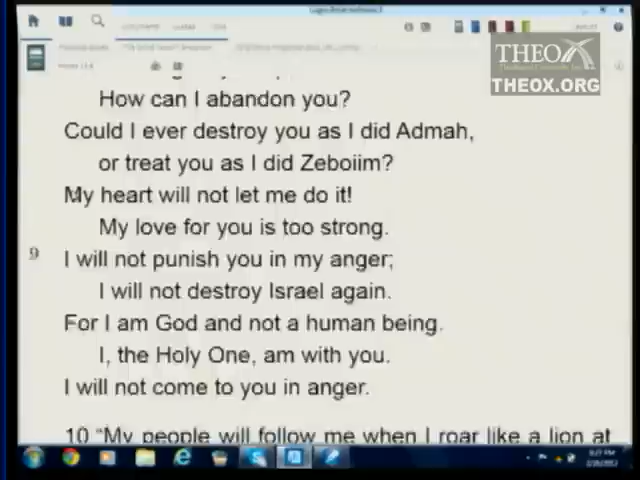 THEOX
THEOX.ORG
How can I abandon you?
Could I ever destroy you as I did Admah,
or treat you as I did Zeboiim?
My heart will not let me do it!
My love for you is too strong.
9 I will not punish you in my anger;
I will not destroy Israel again.
For I am God and not a human being.
I, the Holy One, am with you.
I will not come to you in anger.
10 “My people will follow me when I roar like a lion at